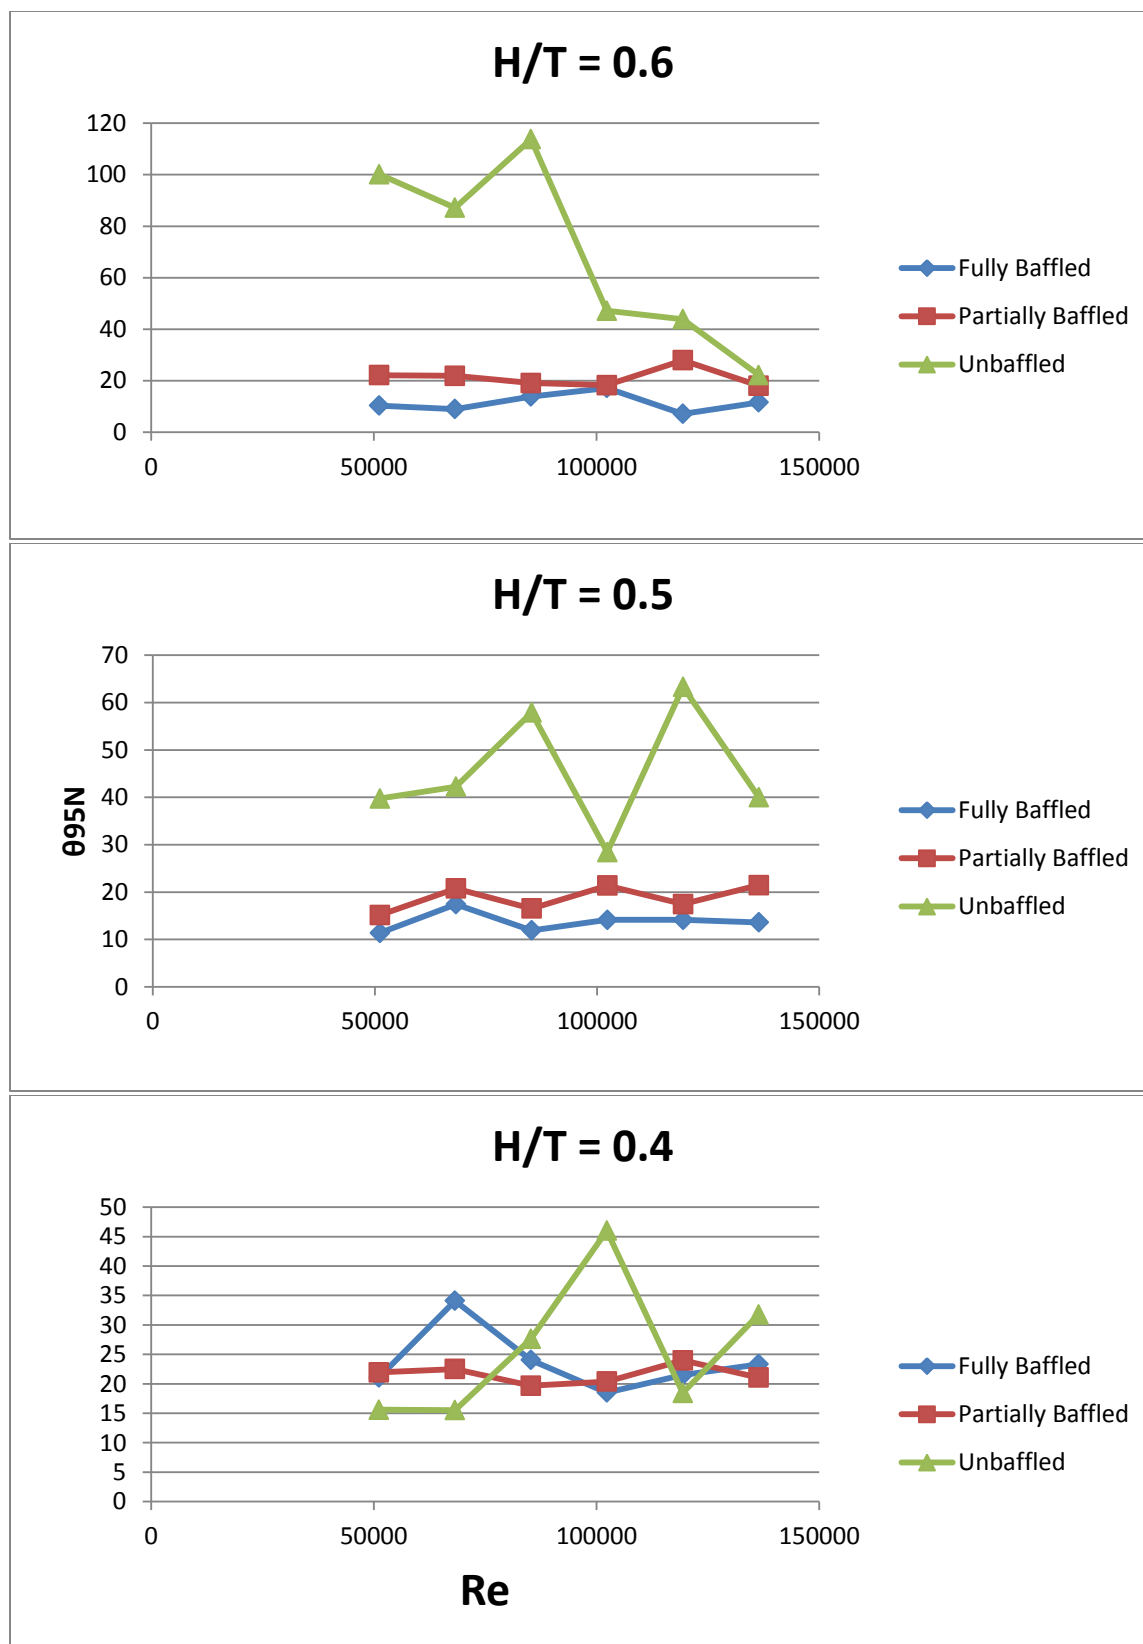 H/T = 0.6
120
100
80
60
40
20
0
0 50000 100000 150000
Fully Baffled
Partially Baffled
Unbaffled
H/T = 0.5
θ95N
70
60
50
40
30
20
10
0
0 50000 100000 150000
Fully Baffled
Partially Baffled
Unbaffled
H/T = 0.4
50
45
40
35
30
25
20
15
10
5
0
0 50000 100000 150000
Fully Baffled
Partially Baffled
Unbaffled
Re